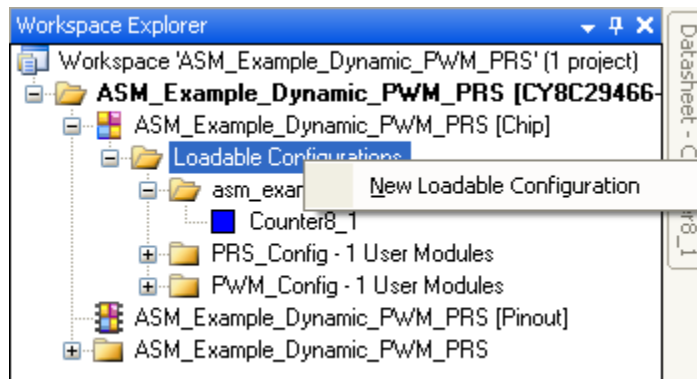 Workspace Explorer
Workspace 'ASM_Example_Dynamic_PWM_PRS' (1 project)
ASM_Example_Dynamic_PWM_PRS [CY8C29466-
ASM_Example_Dynamic_PWM_PRS [Chip]
Loadable Configurations
New Loadable Configuration
asm_exa
Counter8_1
PRS_Config - 1 User Modules
PWM_Config - 1 User Modules
ASM_Example_Dynamic_PWM_PRS [Pinout]
ASM_Example_Dynamic_PWM_PRS
Datasheet - C